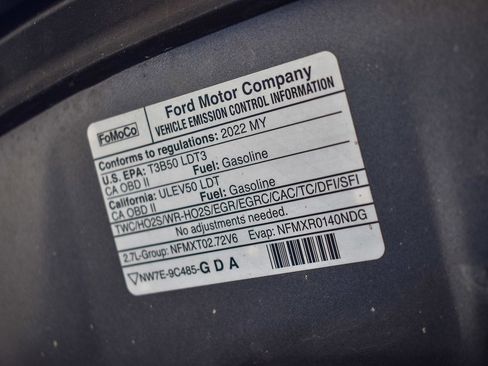 FoMoCo
Ford Motor Company
VEHICLE EMISSION CONTROL INFORMATION
Conforms to regulations: 2022 MY
U.S. EPA: T3B50 LDT3
CA OBD II Fuel: Gasoline
California: ULEV50 LDT
CA OBD II Fuel: Gasoline
TWC/HO2S/WR-HO2S/EGR/EGRC/CAC/TC/DFI/SFI
No adjustments needed.
2.7L-Group: NFMXT02.72V6 Evap: NFMXR0140NDG
NW7E-9C485-GDA